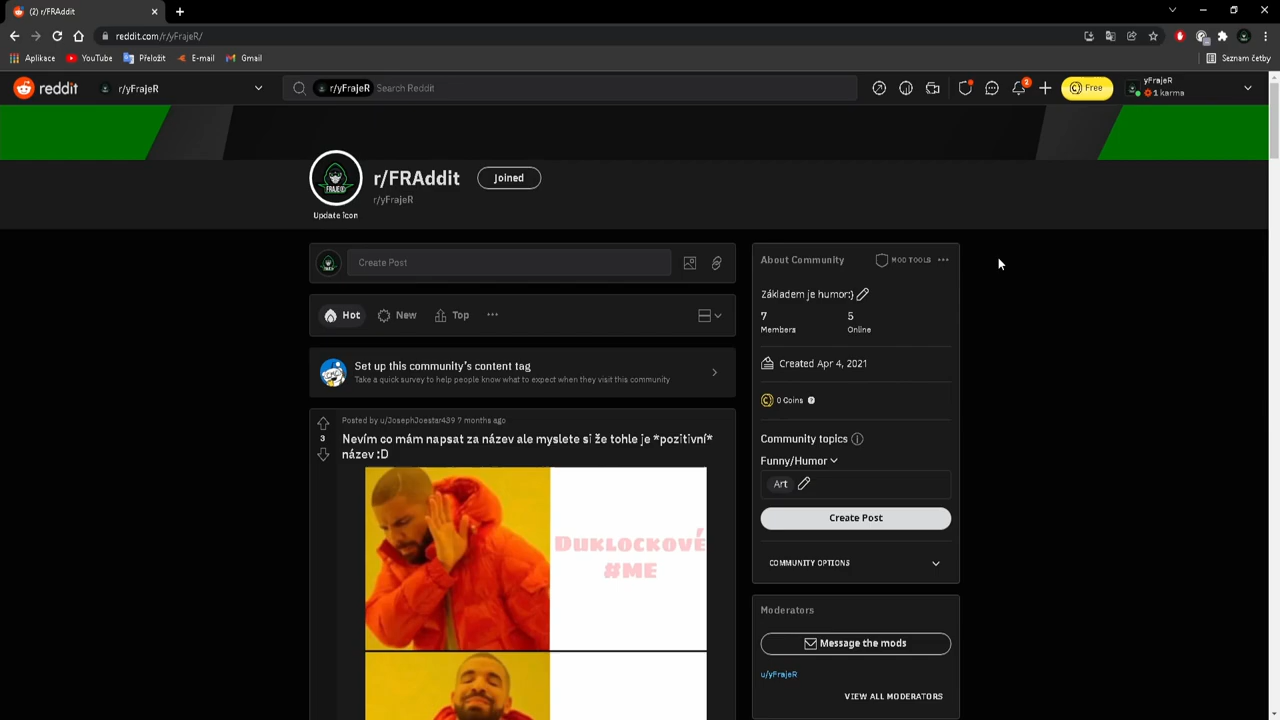 (2) r/FRAddit
reddit.com/r/yFrajeR/
Aplikace YouTube Přeložit E-mail Gmail Seznam četby
reddit r/yFrajeR r/yFrajeR Search Reddit 2 Free yFrajeR
1 karma
FRAJER
r/FRAddit Joined
r/yFrajeR
Update Icon
Create Post
Hot New Top
Set up this community's content tag
Take a quick survey to help people know what to expect when they visit this community
Posted by u/JosephJoestar439 7 months ago
3
Nevím co mám napsat za název ale myslete si že tohle je *pozitivní*
název :D
Duklockové
#ME
About Community MOD TOOLS
Základem je humor:)
7 5
Members Online
Created Apr 4, 2021
0 Coins
Community topics
Funny/Humor
Art
Create Post
COMMUNITY OPTIONS
Moderators
Message the mods
u/yFrajeR
VIEW ALL MODERATORS